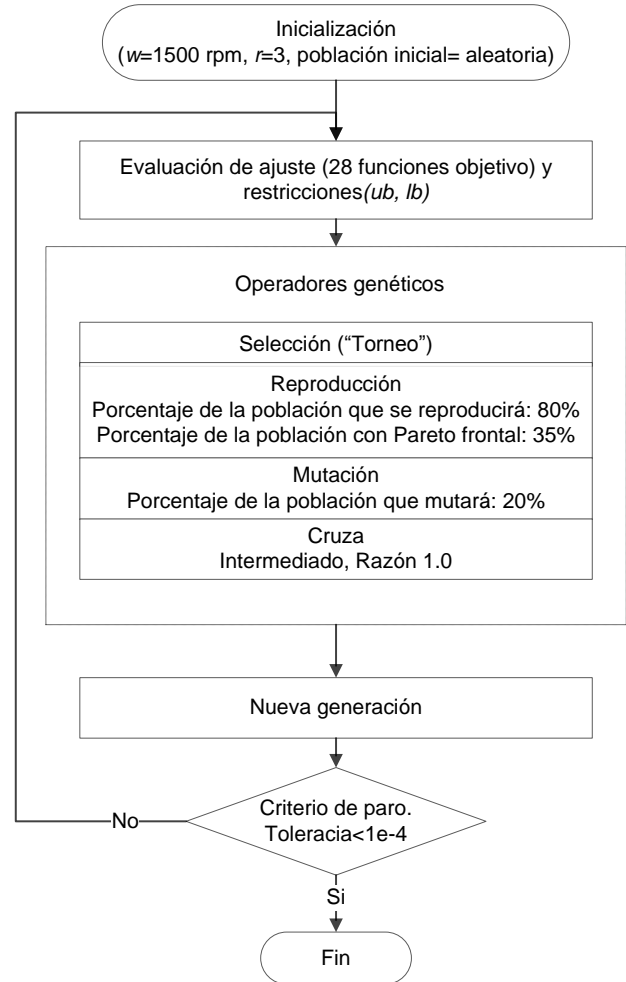 Inicialización
(w=1500 rpm, r=3, población inicial= aleatoria)
Evaluación de ajuste (28 funciones objetivo) y
restricciones(ub, lb)
Operadores genéticos
Selección (“Torneo”)
Reproducción
Porcentaje de la población que se reproducirá: 80%
Porcentaje de la población con Pareto frontal: 35%
Mutación
Porcentaje de la población que mutará: 20%
Cruza
Intermediado, Razón 1.0
Nueva generación
Criterio de paro.
Toleracia<1e-4
No
Si
Fin